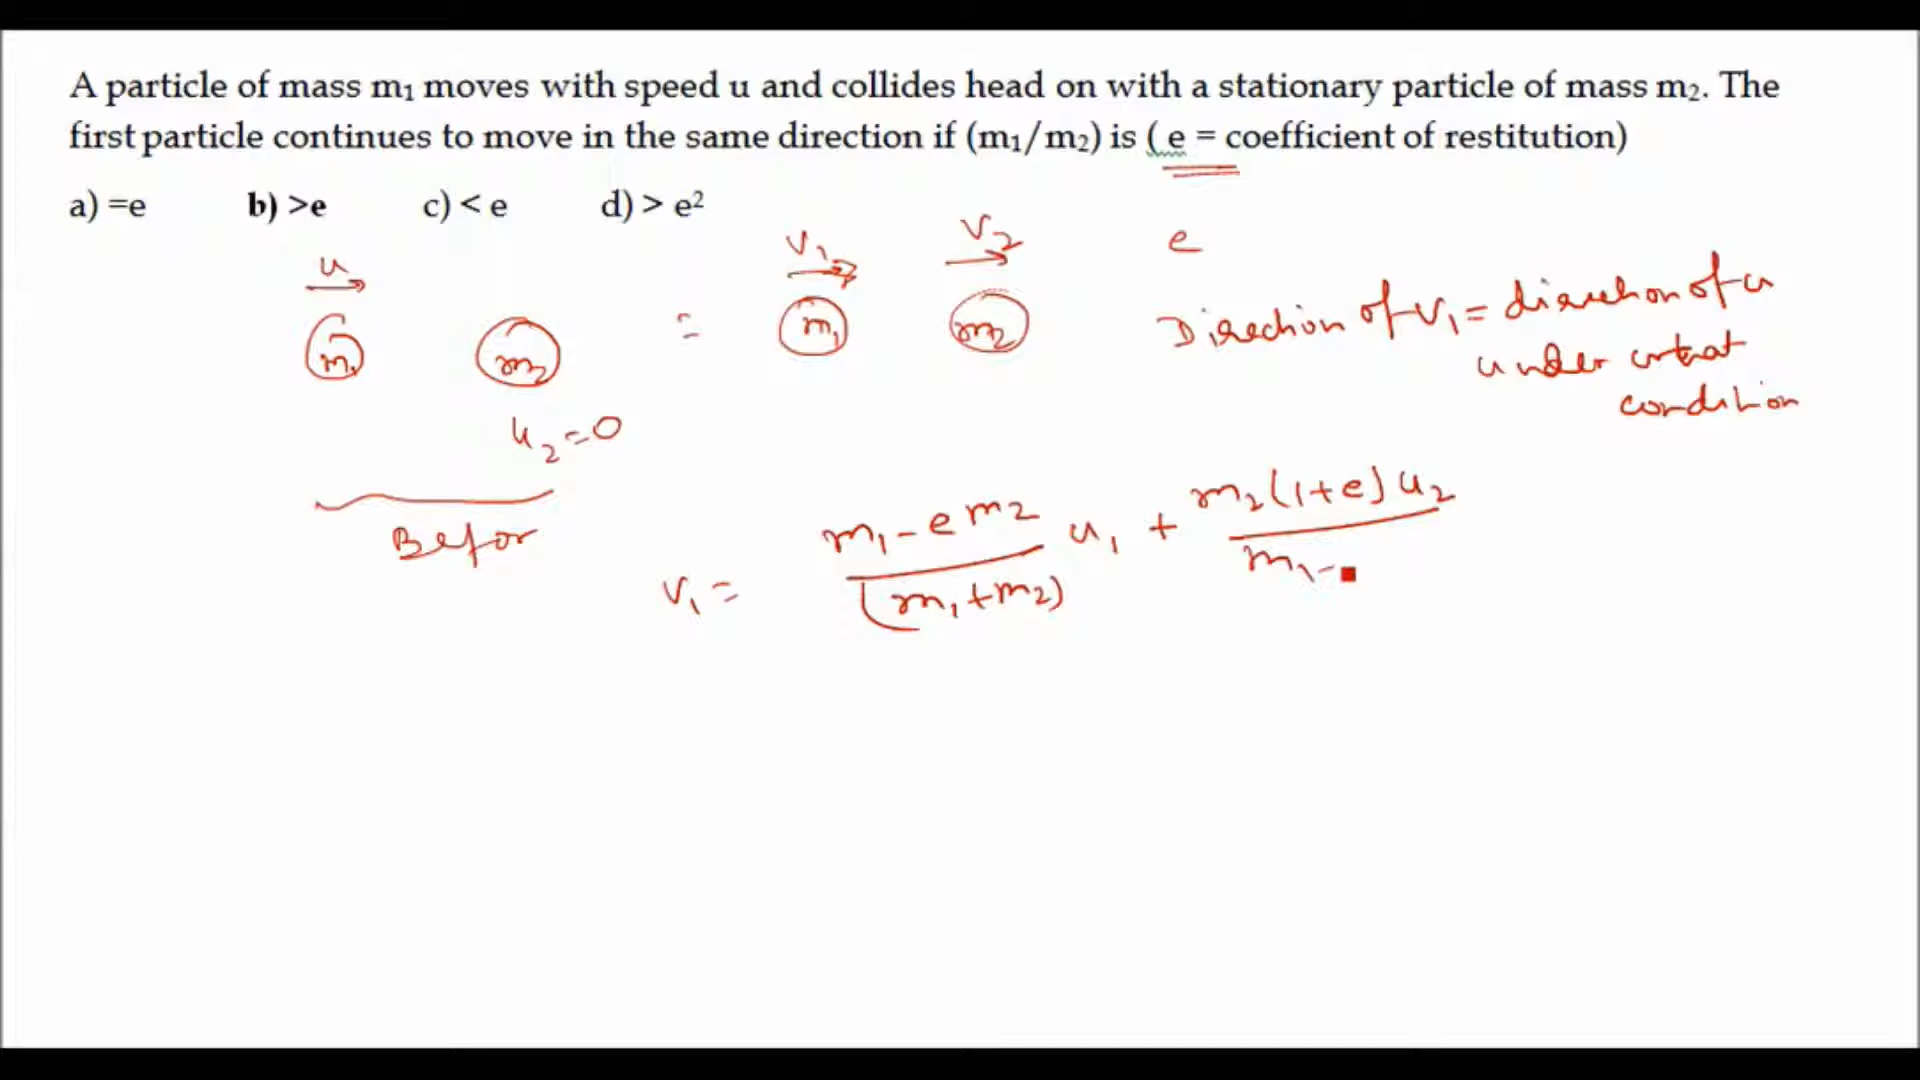 A particle of mass m₁ moves with speed u and collides head on with a stationary particle of mass m₂. The
first particle continues to move in the same direction if (m₁/m₂) is ( e = coefficient of restitution)
a) =e b) >e c) < e d) > e²
u
m₁ m₂
u₂=0
Befor
=
V₁ V₂
m₁ m₂
e
Direction of V₁ = direction of u
under what
condition
V₁ = (m₁ - e m₂)/(m₁+m₂) u₁ + m₂(1+e)u₂/m₁-